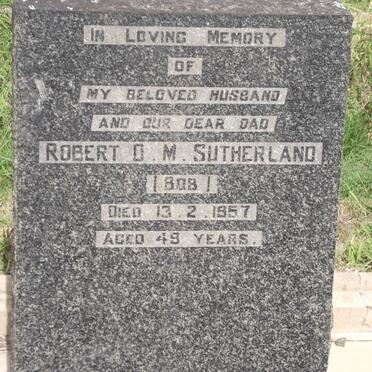 IN LOVING MEMORY
OF
MY BELOVED HUSBAND
AND OUR DEAR DAD
ROBERT D. M. SUTHERLAND
(BOB)
DIED 13.2.1957
AGED 49 YEARS.